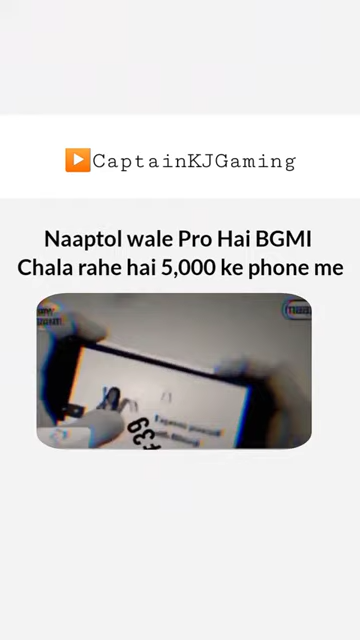 ▶️CaptainKJGaming
Naaptol wale Pro Hai BGMI
Chala rahe hai 5,000 ke phone me